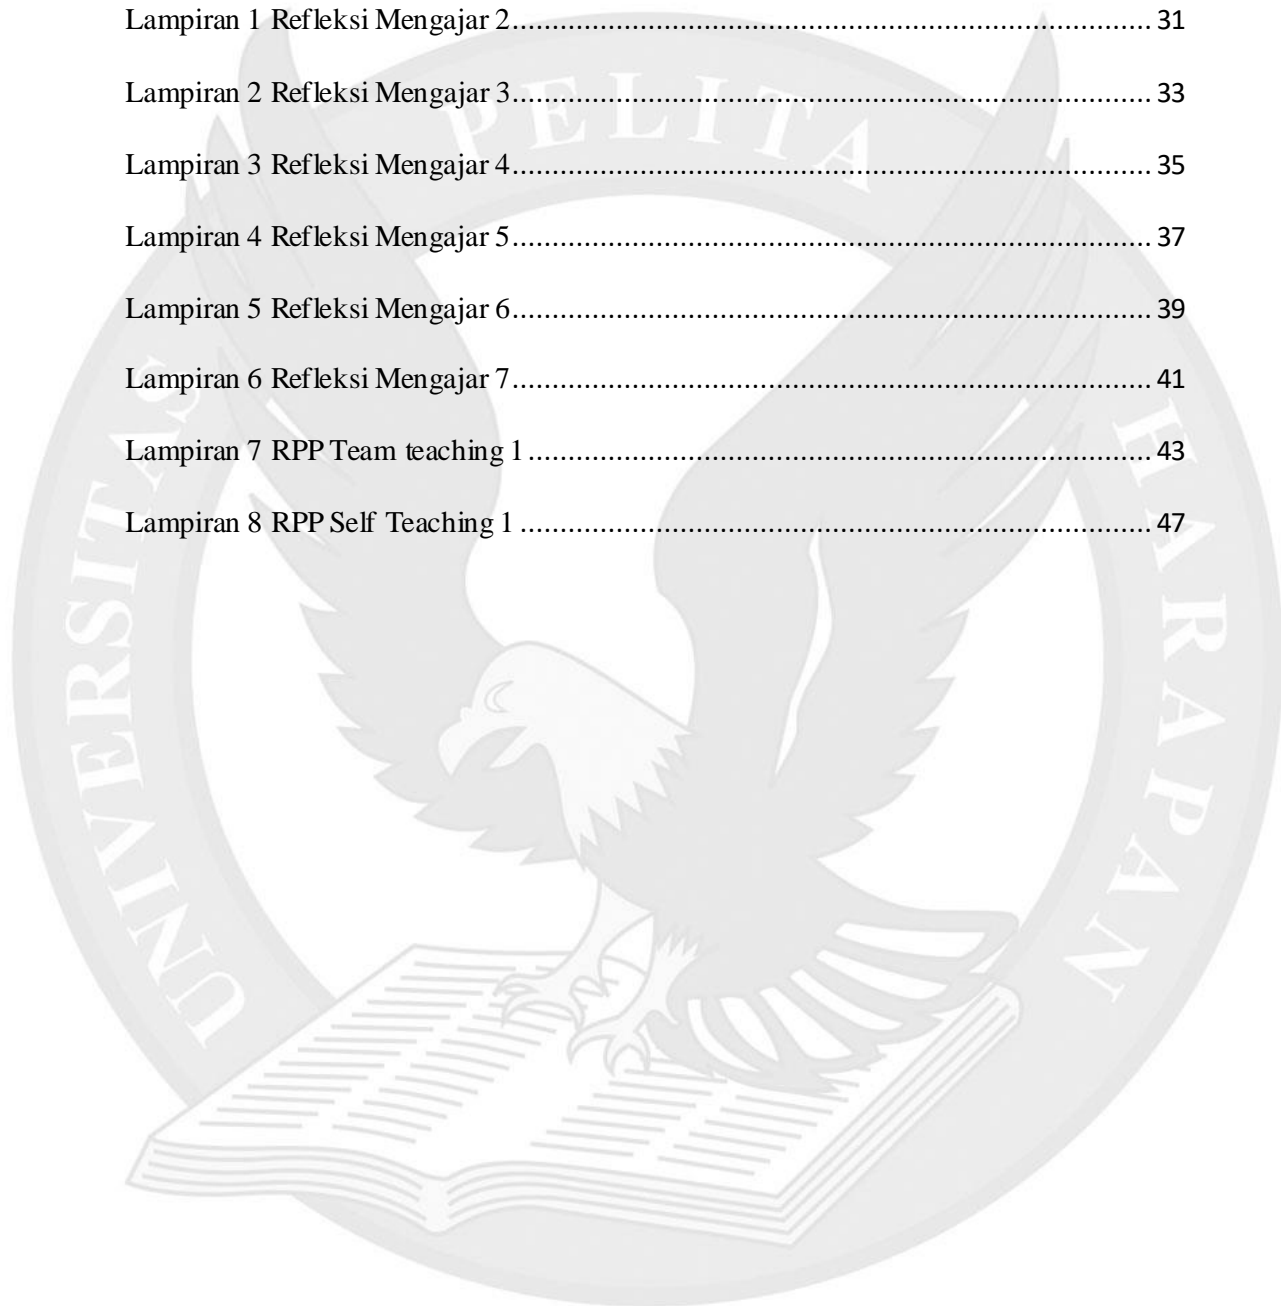 Lampiran 1 Refleksi Mengajar 2.......................................................................................... 31
Lampiran 2 Refleksi Mengajar 3.......................................................................................... 33
Lampiran 3 Refleksi Mengajar 4.......................................................................................... 35
Lampiran 4 Refleksi Mengajar 5.......................................................................................... 37
Lampiran 5 Refleksi Mengajar 6.......................................................................................... 39
Lampiran 6 Refleksi Mengajar 7.......................................................................................... 41
Lampiran 7 RPP Team teaching 1 ........................................................................................ 43
Lampiran 8 RPP Self Teaching 1 ......................................................................................... 47
UNIVERSITAS PELITA HARAPAN